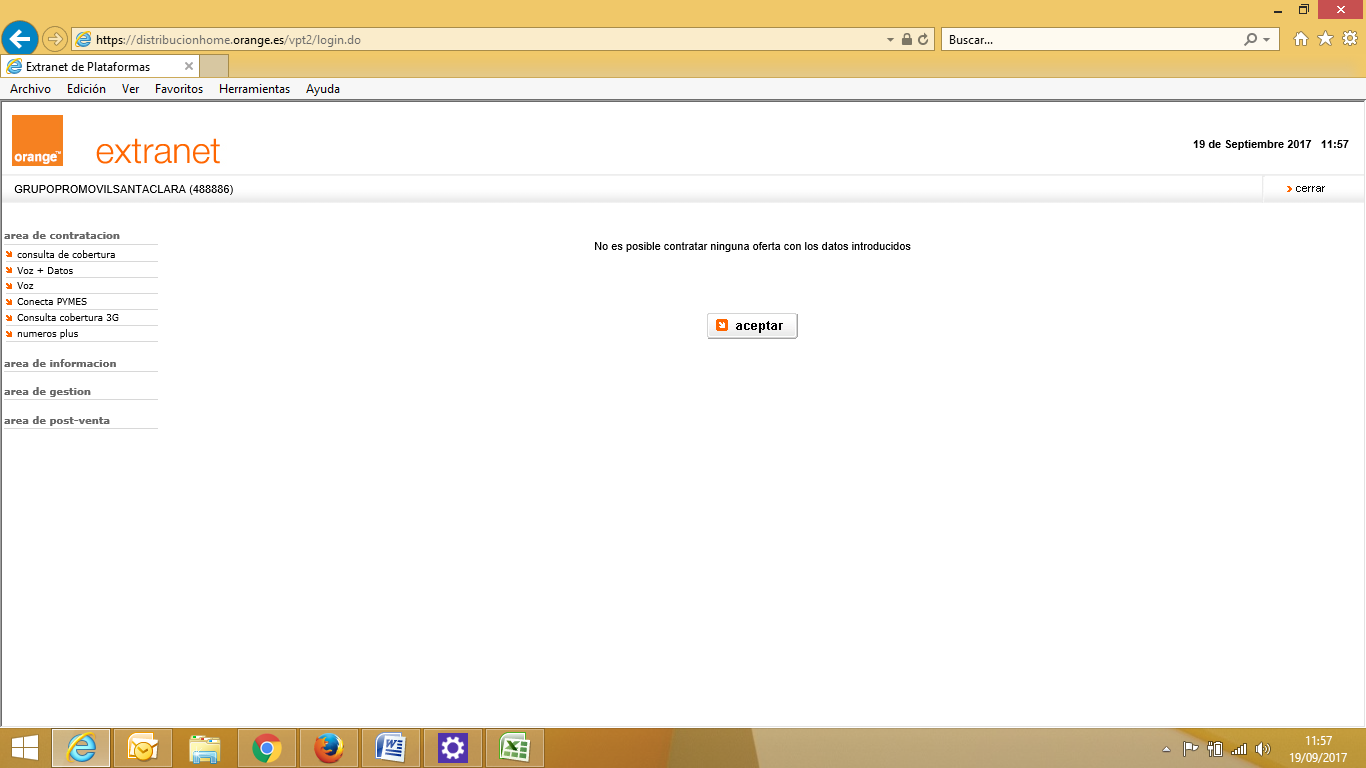 https://distribucionhome.orange.es/vpt2/login.do
Buscar...
Extranet de Plataformas
Archivo Edición Ver Favoritos Herramientas Ayuda
orange™
extranet
19 de Septiembre 2017 11:57
GRUPOPROMOVILSANTACLARA (488886)
cerrar
area de contratacion
consulta de cobertura
Voz + Datos
Voz
Conecta PYMES
Consulta cobertura 3G
numeros plus
area de informacion
area de gestion
area de post-venta
No es posible contratar ninguna oferta con los datos introducidos
aceptar
11:57
19/09/2017